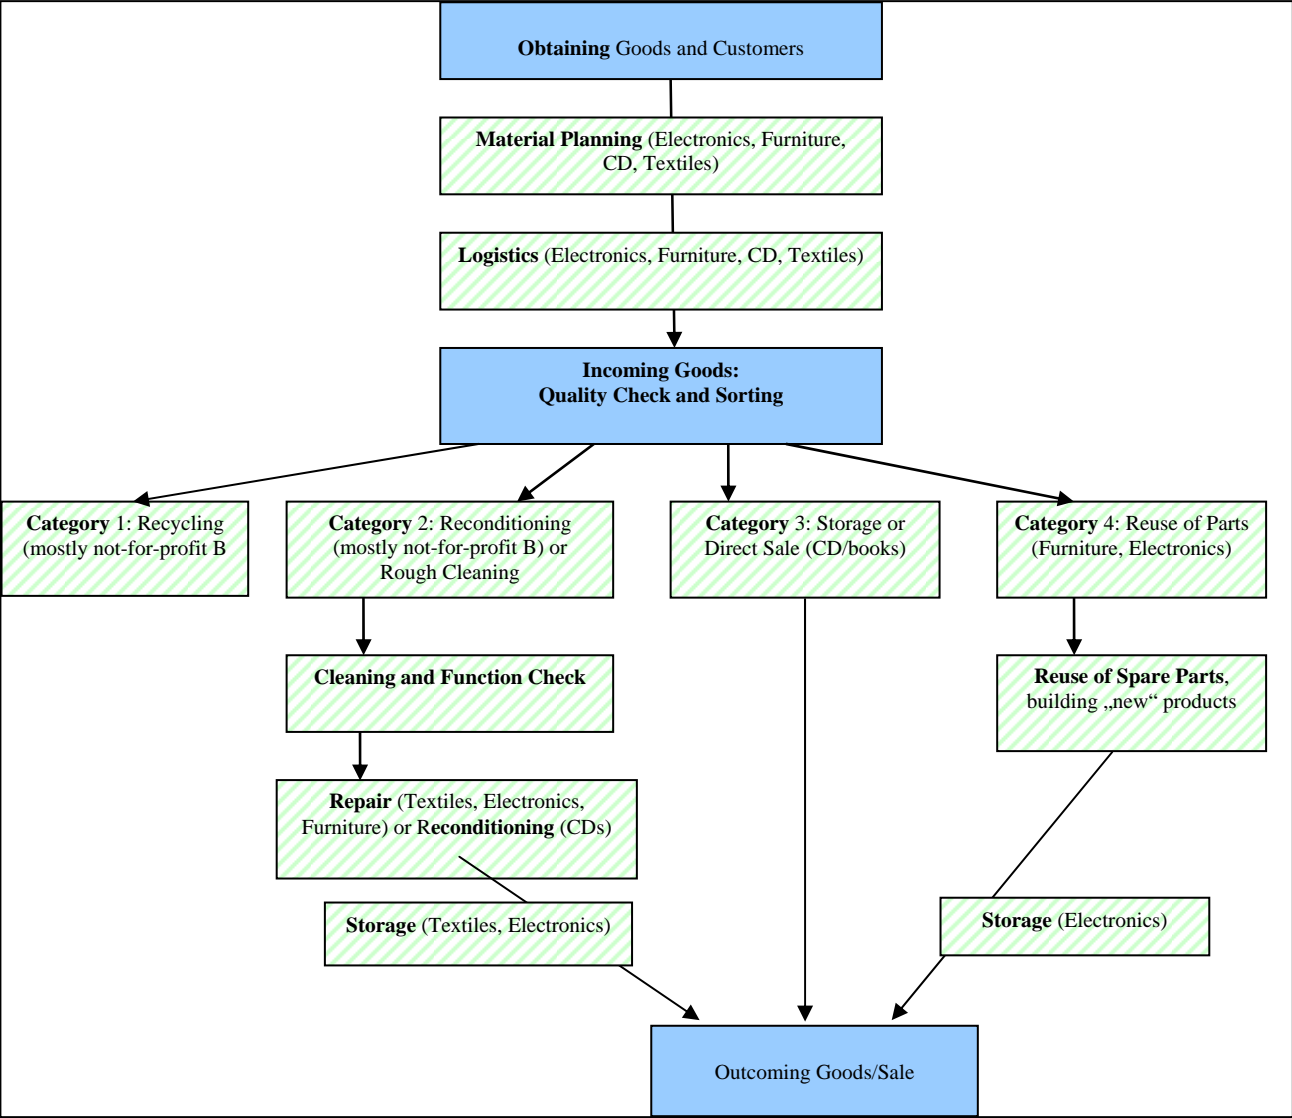 Obtaining Goods and Customers
Material Planning (Electronics, Furniture,
CD, Textiles)
Logistics (Electronics, Furniture, CD, Textiles)
Incoming Goods:
Quality Check and Sorting
Category 1: Recycling
(mostly not-for-profit B
Category 2: Reconditioning
(mostly not-for-profit B) or
Rough Cleaning
Category 3: Storage or
Direct Sale (CD/books)
Category 4: Reuse of Parts
(Furniture, Electronics)
Cleaning and Function Check
Reuse of Spare Parts,
building „new“ products
Repair (Textiles, Electronics,
Furniture) or Reconditioning (CDs)
Storage (Textiles, Electronics)
Storage (Electronics)
Outcoming Goods/Sale